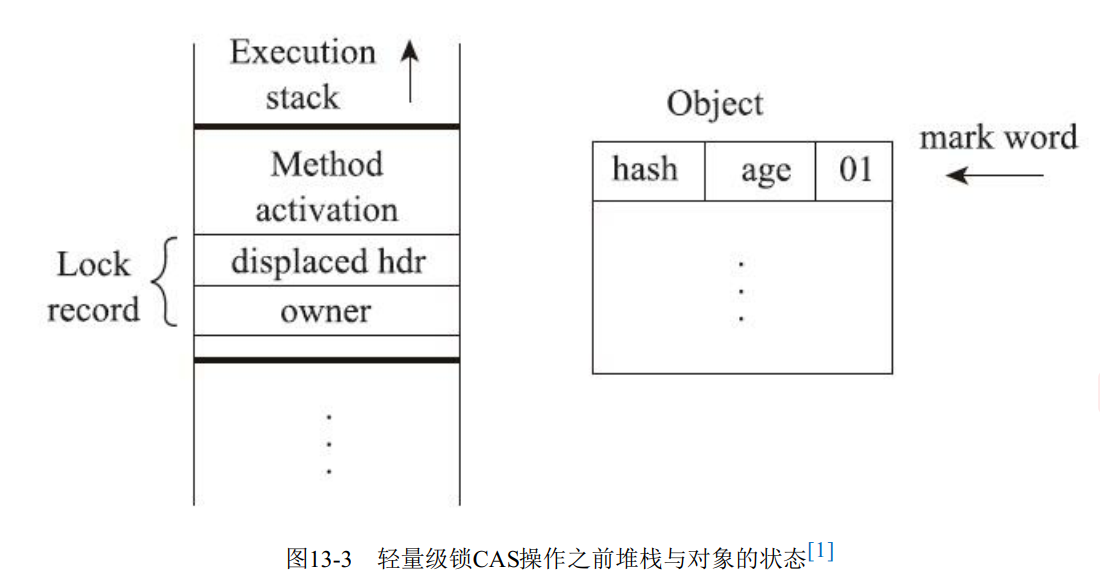 Execution
stack
Method
activation
Lock
record
displaced hdr
owner
Object
mark word
hash age 01
图13-3 轻量级锁CAS操作之前堆栈与对象的状态[1]